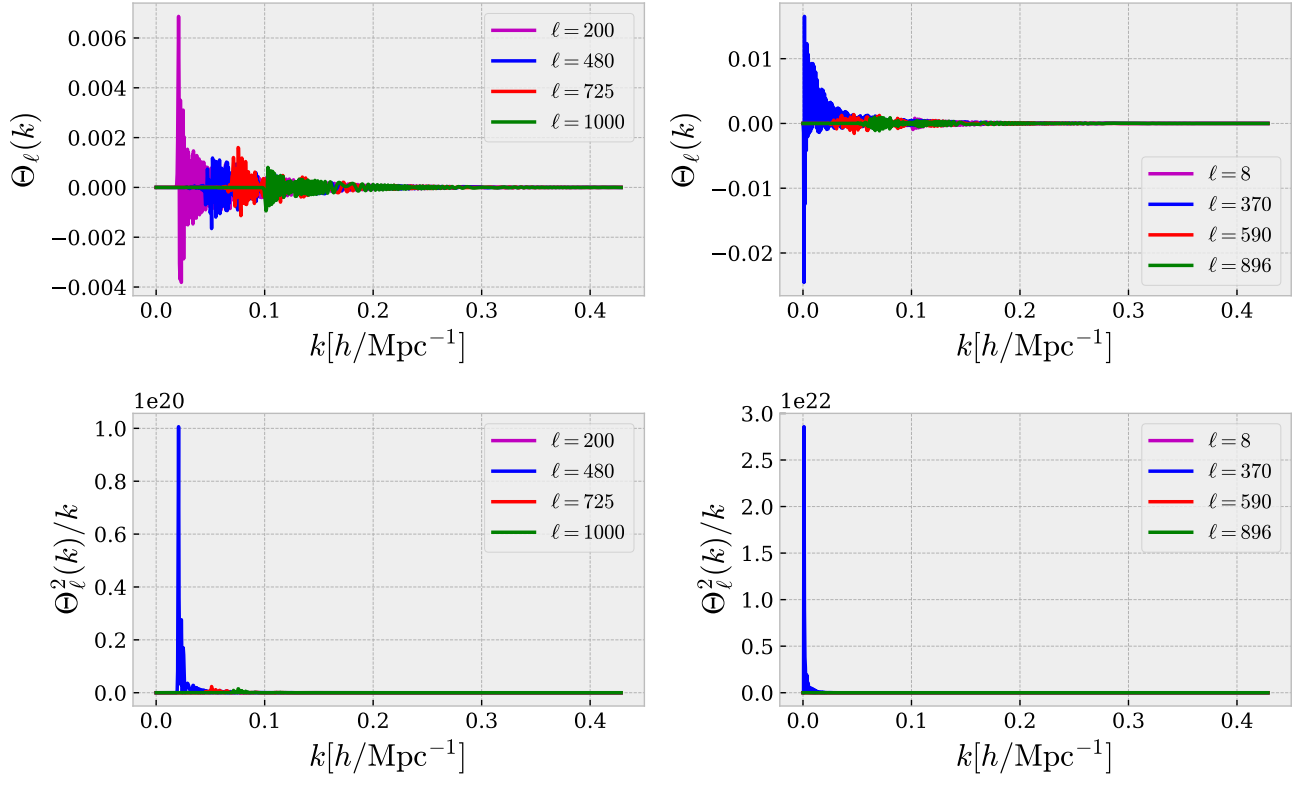 0.006
0.004
0.002
0.000
−0.002
−0.004
Θℓ(k)
0.0 0.1 0.2 0.3 0.4
k[h/Mpc⁻¹]
ℓ = 200
ℓ = 480
ℓ = 725
ℓ = 1000
0.01
0.00
−0.01
−0.02
Θℓ(k)
0.0 0.1 0.2 0.3 0.4
k[h/Mpc⁻¹]
ℓ = 8
ℓ = 370
ℓ = 590
ℓ = 896
1e20
1.0
0.8
0.6
0.4
0.2
0.0
Θ²ℓ(k)/k
0.0 0.1 0.2 0.3 0.4
k[h/Mpc⁻¹]
ℓ = 200
ℓ = 480
ℓ = 725
ℓ = 1000
1e22
3.0
2.5
2.0
1.5
1.0
0.5
0.0
Θ²ℓ(k)/k
0.0 0.1 0.2 0.3 0.4
k[h/Mpc⁻¹]
ℓ = 8
ℓ = 370
ℓ = 590
ℓ = 896